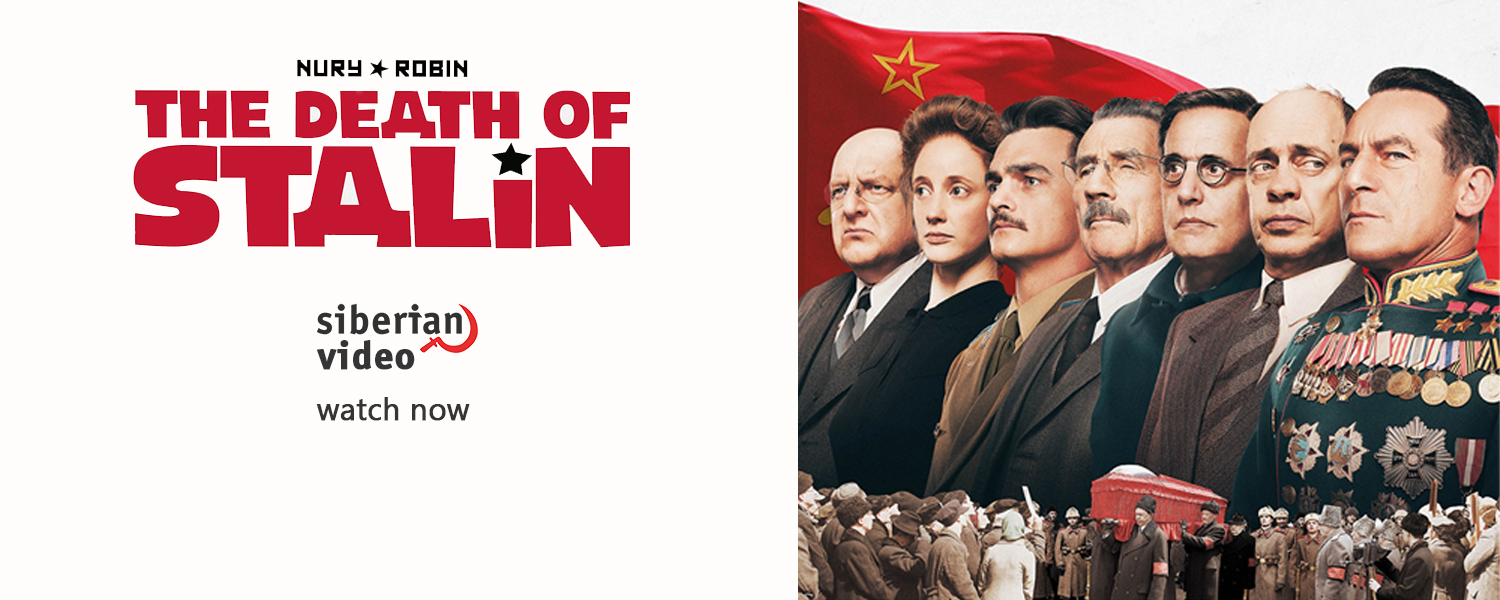 NURY ★ ROBIN
THE DEATH OF
STALiN
siberian
video
watch now